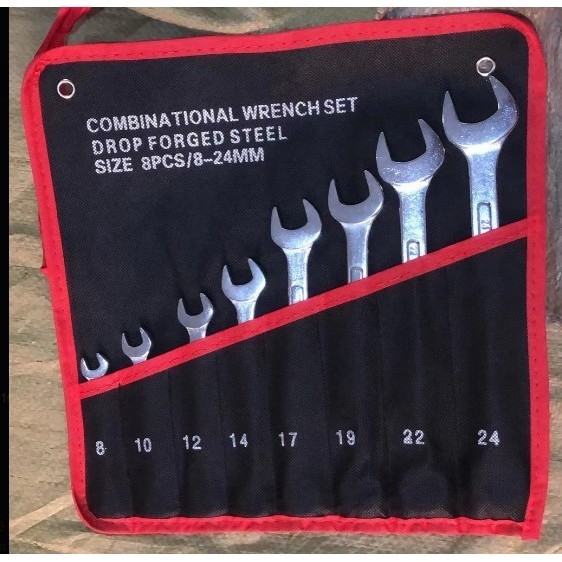 COMBINATIONAL WRENCH SET
DROP FORGED STEEL
SIZE 8PCS/8-24MM
8 10 12 14 17 19 22 24